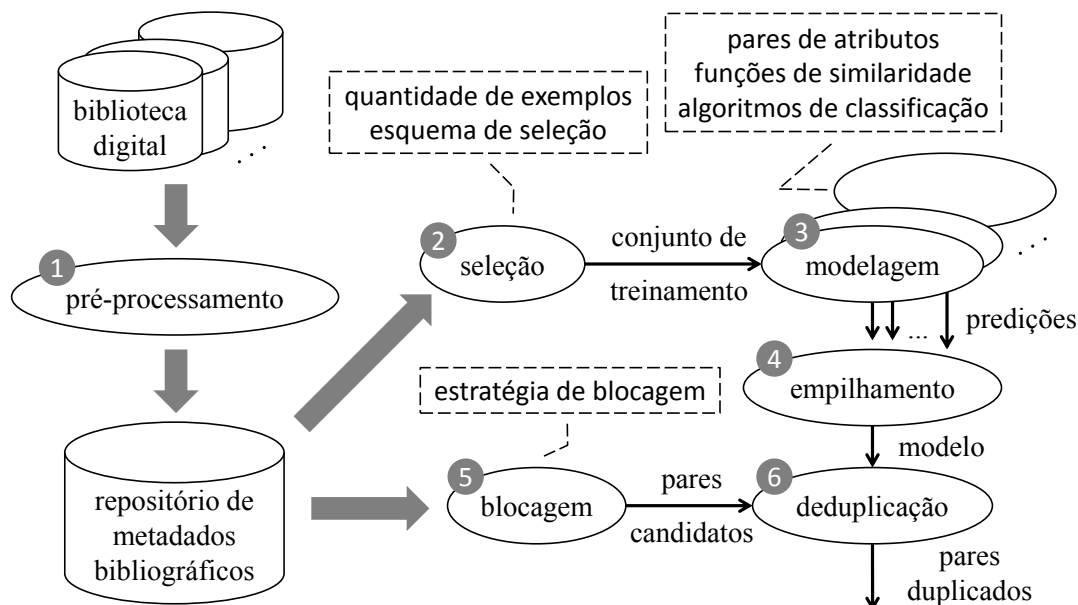 biblioteca
digital
. . .
1
pré-processamento
repositório de
metadados
bibliográficos
quantidade de exemplos
esquema de seleção
2
seleção
conjunto de
treinamento
pares de atributos
funções de similaridade
algoritmos de classificação
3
modelagem
. . .
...
predições
4
empilhamento
modelo
estratégia de blocagem
5
blocagem
pares
candidatos
6
deduplicação
pares
duplicados